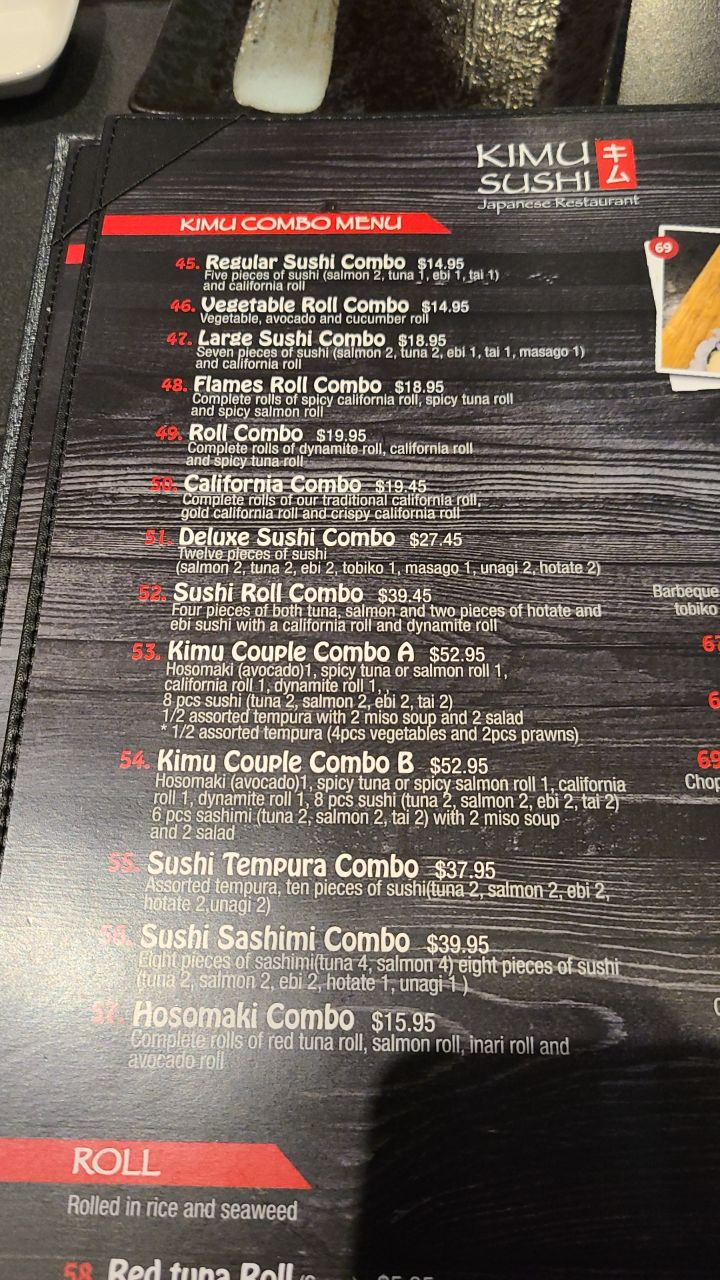 KIMU キム
SUSHI
Japanese Restaurant
KIMU COMBO MENU
45. Regular Sushi Combo $14.95
Five pieces of sushi (salmon 2, tuna 1, ebi 1, tai 1)
and california roll
46. Vegetable Roll Combo $14.95
Vegetable, avocado and cucumber roll
47. Large Sushi Combo $18.95
Seven pieces of sushi (salmon 2, tuna 2, ebi 1, tai 1, masago 1)
and california roll
48. Flames Roll Combo $18.95
Complete rolls of spicy california roll, spicy tuna roll
and spicy salmon roll
49. Roll Combo $19.95
Complete rolls of dynamite roll, california roll
and spicy tuna roll
50. California Combo $19.45
Complete rolls of our traditional california roll,
gold california roll and crispy california roll
51. Deluxe Sushi Combo $27.45
Twelve pieces of sushi
(salmon 2, tuna 2, ebi 2, tobiko 1, masago 1, unagi 2, hotate 2)
52. Sushi Roll Combo $39.45
Four pieces of both tuna, salmon and two pieces of hotate and
ebi sushi with a california roll and dynamite roll
53. Kimu Couple Combo A $52.95
Hosomaki (avocado)1, spicy tuna or salmon roll 1,
california roll 1, dynamite roll 1,
8 pcs sushi (tuna 2, salmon 2, ebi 2, tai 2)
1/2 assorted tempura with 2 miso soup and 2 salad
* 1/2 assorted tempura (4pcs vegetables and 2pcs prawns)
54. Kimu Couple Combo B $52.95
Hosomaki (avocado)1, spicy tuna or spicy salmon roll 1, california
roll 1, dynamite roll 1, 8 pcs sushi (tuna 2, salmon 2, ebi 2, tai 2)
6 pcs sashimi (tuna 2, salmon 2, tai 2) with 2 miso soup
and 2 salad
55. Sushi Tempura Combo $37.95
Assorted tempura, ten pieces of sushi(tuna 2, salmon 2, ebi 2,
hotate 2,unagi 2)
56. Sushi Sashimi Combo $39.95
Eight pieces of sashimi(tuna 4, salmon 4) eight pieces of sushi
(tuna 2, salmon 2, ebi 2, hotate 1, unagi 1 )
57. Hosomaki Combo $15.95
Complete rolls of red tuna roll, salmon roll, inari roll and
avocado roll
ROLL
Rolled in rice and seaweed
58. Red tuna Roll
69
Barbeque
tobiko
69